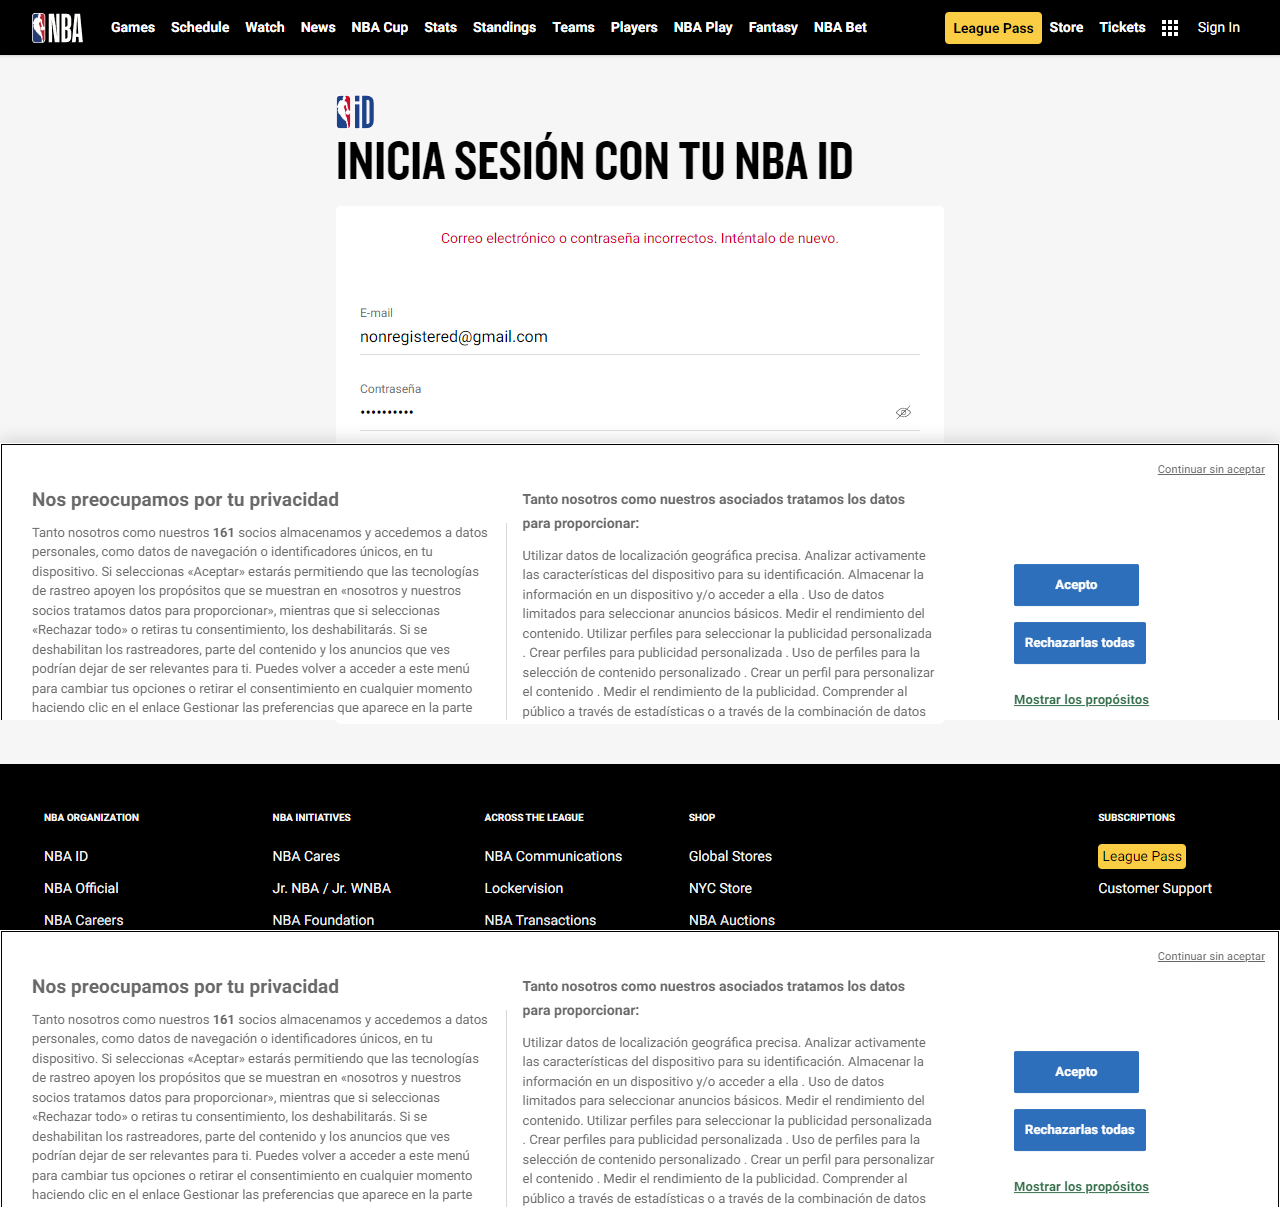 NBA Games Schedule Watch News NBA Cup Stats Standings Teams Players NBA Play Fantasy NBA Bet League Pass Store Tickets Sign In
iD
INICIA SESIÓN CON TU NBA ID
Correo electrónico o contraseña incorrectos. Inténtalo de nuevo.
E-mail
nonregistered@gmail.com
Contraseña
••••••••••
Continuar sin aceptar
Nos preocupamos por tu privacidad
Tanto nosotros como nuestros 161 socios almacenamos y accedemos a datos
personales, como datos de navegación o identificadores únicos, en tu
dispositivo. Si seleccionas «Aceptar» estarás permitiendo que las tecnologías
de rastreo apoyen los propósitos que se muestran en «nosotros y nuestros
socios tratamos datos para proporcionar», mientras que si seleccionas
«Rechazar todo» o retiras tu consentimiento, los deshabilitarás. Si se
deshabilitan los rastreadores, parte del contenido y los anuncios que ves
podrían dejar de ser relevantes para ti. Puedes volver a acceder a este menú
para cambiar tus opciones o retirar el consentimiento en cualquier momento
haciendo clic en el enlace Gestionar las preferencias que aparece en la parte
Tanto nosotros como nuestros asociados tratamos los datos
para proporcionar:
Utilizar datos de localización geográfica precisa. Analizar activamente
las características del dispositivo para su identificación. Almacenar la
información en un dispositivo y/o acceder a ella . Uso de datos
limitados para seleccionar anuncios básicos. Medir el rendimiento del
contenido. Utilizar perfiles para seleccionar la publicidad personalizada
. Crear perfiles para publicidad personalizada . Uso de perfiles para la
selección de contenido personalizado . Crear un perfil para personalizar
el contenido . Medir el rendimiento de la publicidad. Comprender al
público a través de estadísticas o a través de la combinación de datos
Acepto
Rechazarlas todas
Mostrar los propósitos
NBA ORGANIZATION
NBA ID
NBA Official
NBA Careers
NBA INITIATIVES
NBA Cares
Jr. NBA / Jr. WNBA
NBA Foundation
ACROSS THE LEAGUE
NBA Communications
Lockervision
NBA Transactions
SHOP
Global Stores
NYC Store
NBA Auctions
SUBSCRIPTIONS
League Pass
Customer Support
Continuar sin aceptar
Nos preocupamos por tu privacidad
Tanto nosotros como nuestros 161 socios almacenamos y accedemos a datos
personales, como datos de navegación o identificadores únicos, en tu
dispositivo. Si seleccionas «Aceptar» estarás permitiendo que las tecnologías
de rastreo apoyen los propósitos que se muestran en «nosotros y nuestros
socios tratamos datos para proporcionar», mientras que si seleccionas
«Rechazar todo» o retiras tu consentimiento, los deshabilitarás. Si se
deshabilitan los rastreadores, parte del contenido y los anuncios que ves
podrían dejar de ser relevantes para ti. Puedes volver a acceder a este menú
para cambiar tus opciones o retirar el consentimiento en cualquier momento
haciendo clic en el enlace Gestionar las preferencias que aparece en la parte
Tanto nosotros como nuestros asociados tratamos los datos
para proporcionar:
Utilizar datos de localización geográfica precisa. Analizar activamente
las características del dispositivo para su identificación. Almacenar la
información en un dispositivo y/o acceder a ella . Uso de datos
limitados para seleccionar anuncios básicos. Medir el rendimiento del
contenido. Utilizar perfiles para seleccionar la publicidad personalizada
. Crear perfiles para publicidad personalizada . Uso de perfiles para la
selección de contenido personalizado . Crear un perfil para personalizar
el contenido . Medir el rendimiento de la publicidad. Comprender al
público a través de estadísticas o a través de la combinación de datos
Acepto
Rechazarlas todas
Mostrar los propósitos